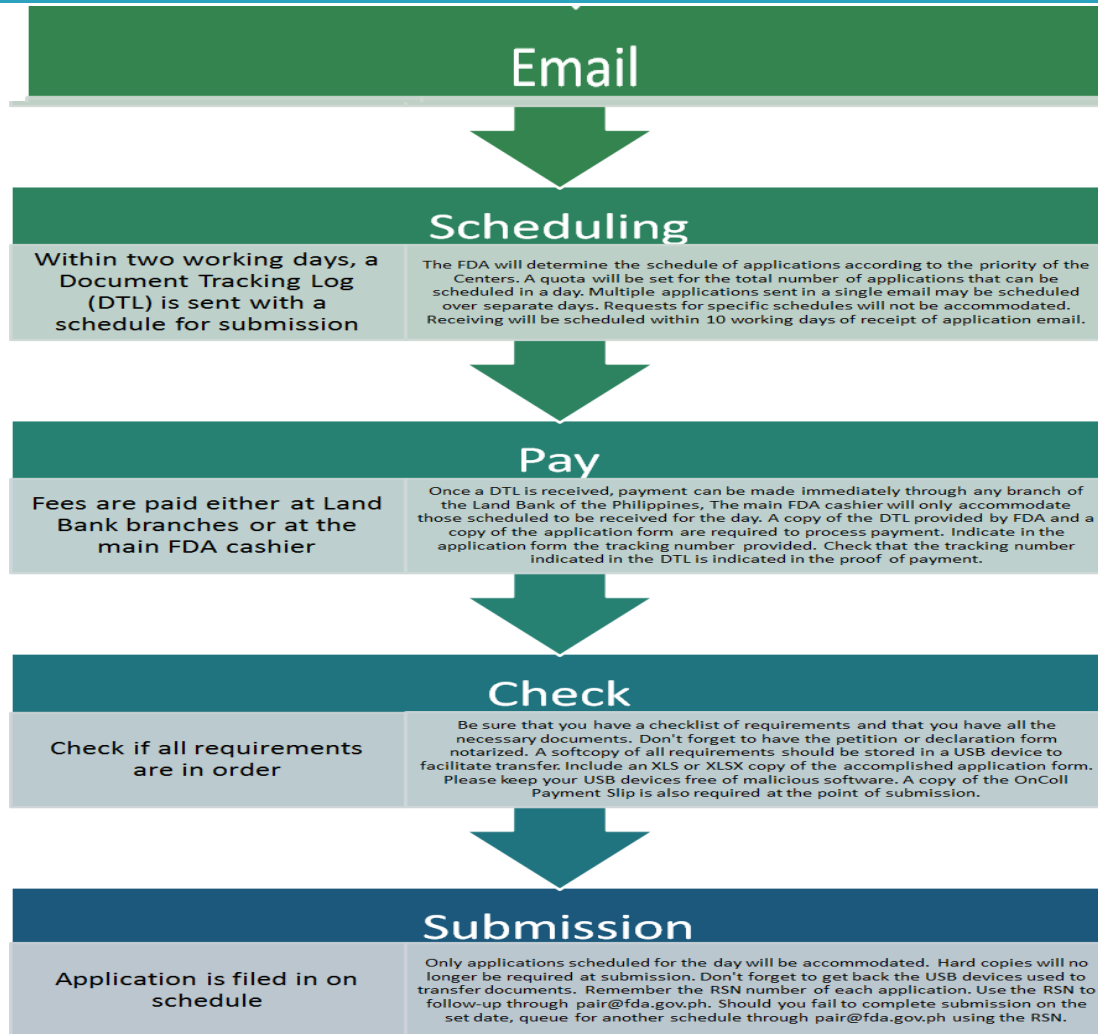 Email
Scheduling
Within two working days, a
Document Tracking Log
(DTL) is sent with a
schedule for submission
The FDA will determine the schedule of applications according to the priority of the
Centers. A quota will be set for the total number of applications that can be
scheduled in a day. Multiple applications sent in a single email may be scheduled
over separate days. Requests for specific schedules will not be accommodated.
Receiving will be scheduled within 10 working days of receipt of application email.
Pay
Fees are paid either at Land
Bank branches or at the
main FDA cashier
Once a DTL is received, payment can be made immediately through any branch of
the Land Bank of the Philippines, The main FDA cashier will only accommodate
those scheduled to be received for the day. A copy of the DTL provided by FDA and a
copy of the application form are required to process payment. Indicate in the
application form the tracking number provided. Check that the tracking number
indicated in the DTL is indicated in the proof of payment.
Check
Check if all requirements
are in order
Be sure that you have a checklist of requirements and that you have all the
necessary documents. Don't forget to have the petition or declaration form
notarized. A softcopy of all requirements should be stored in a USB device to
facilitate transfer. Include an XLS or XLSX copy of the accomplished application form.
Please keep your USB devices free of malicious software. A copy of the OnColl
Payment Slip is also required at the point of submission.
Submission
Application is filed in on
schedule
Only applications scheduled for the day will be accommodated. Hard copies will no
longer be required at submission. Don't forget to get back the USB devices used to
transfer documents. Remember the RSN number of each application. Use the RSN to
follow-up through pair@fda.gov.ph. Should you fail to complete submission on the
set date, queue for another schedule through pair@fda.gov.ph using the RSN.